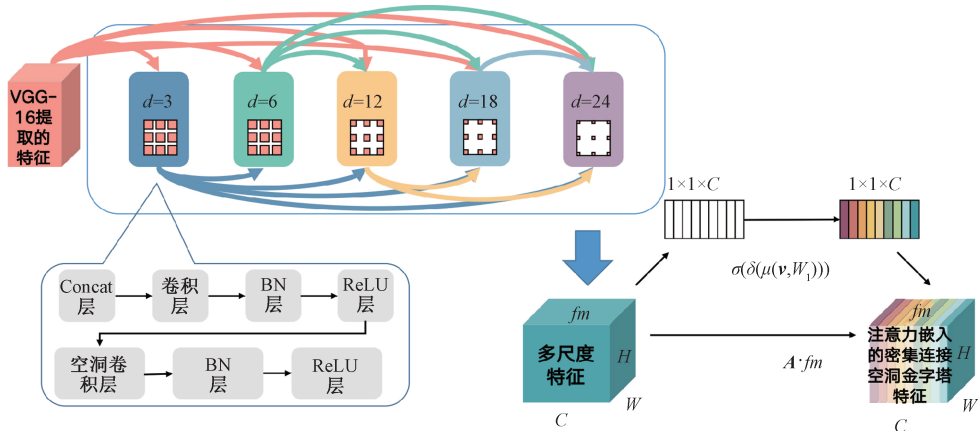 VGG-
16提
取的
特征
d=3
d=6
d=12
d=18
d=24
Concat
层
卷积
层
BN
层
ReLU
层
空洞卷
积层
BN
层
ReLU
层
1×1×C
1×1×C
σ(δ(μ(v,W₁)))
fm
多尺度
特征
H
W
C
A·fm
fm
注意力嵌入
的密集连接
空洞金字塔
特征
H
W
C